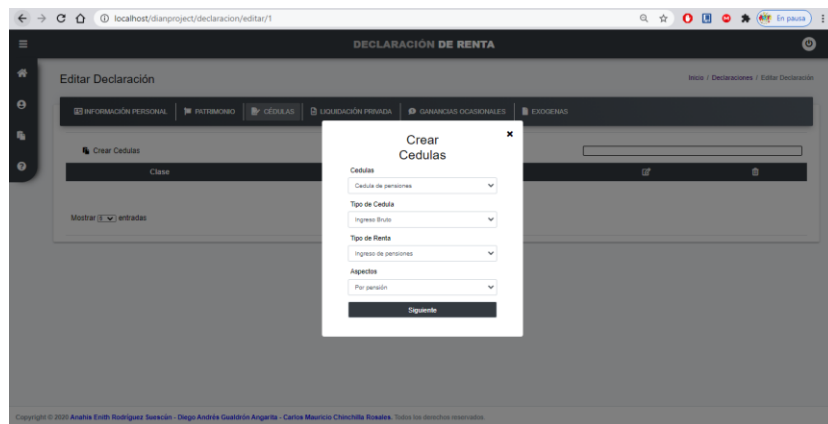 localhost/dianproject/declaracion/editar/1
En pausa
DECLARACIÓN DE RENTA
Editar Declaración
Inicio / Declaraciones / Editar Declaración
INFORMACIÓN PERSONAL
PATRIMONIO
CÉDULAS
LIQUIDACIÓN PRIVADA
GANANCIAS OCASIONALES
EXOGENAS
Crear Cedulas
Clase
Mostrar 5 entradas
Crear
Cedulas
Cedulas
Cedula de pensiones
Tipo de Cedula
Ingreso Bruto
Tipo de Renta
Ingreso de pensiones
Aspectos
Por pensión
Siguiente
Copyright © 2020 Anahis Enith Rodríguez Suescún - Diego Andrés Gualdrón Angarita - Carlos Mauricio Chinchilla Rosales. Todos los derechos reservados.